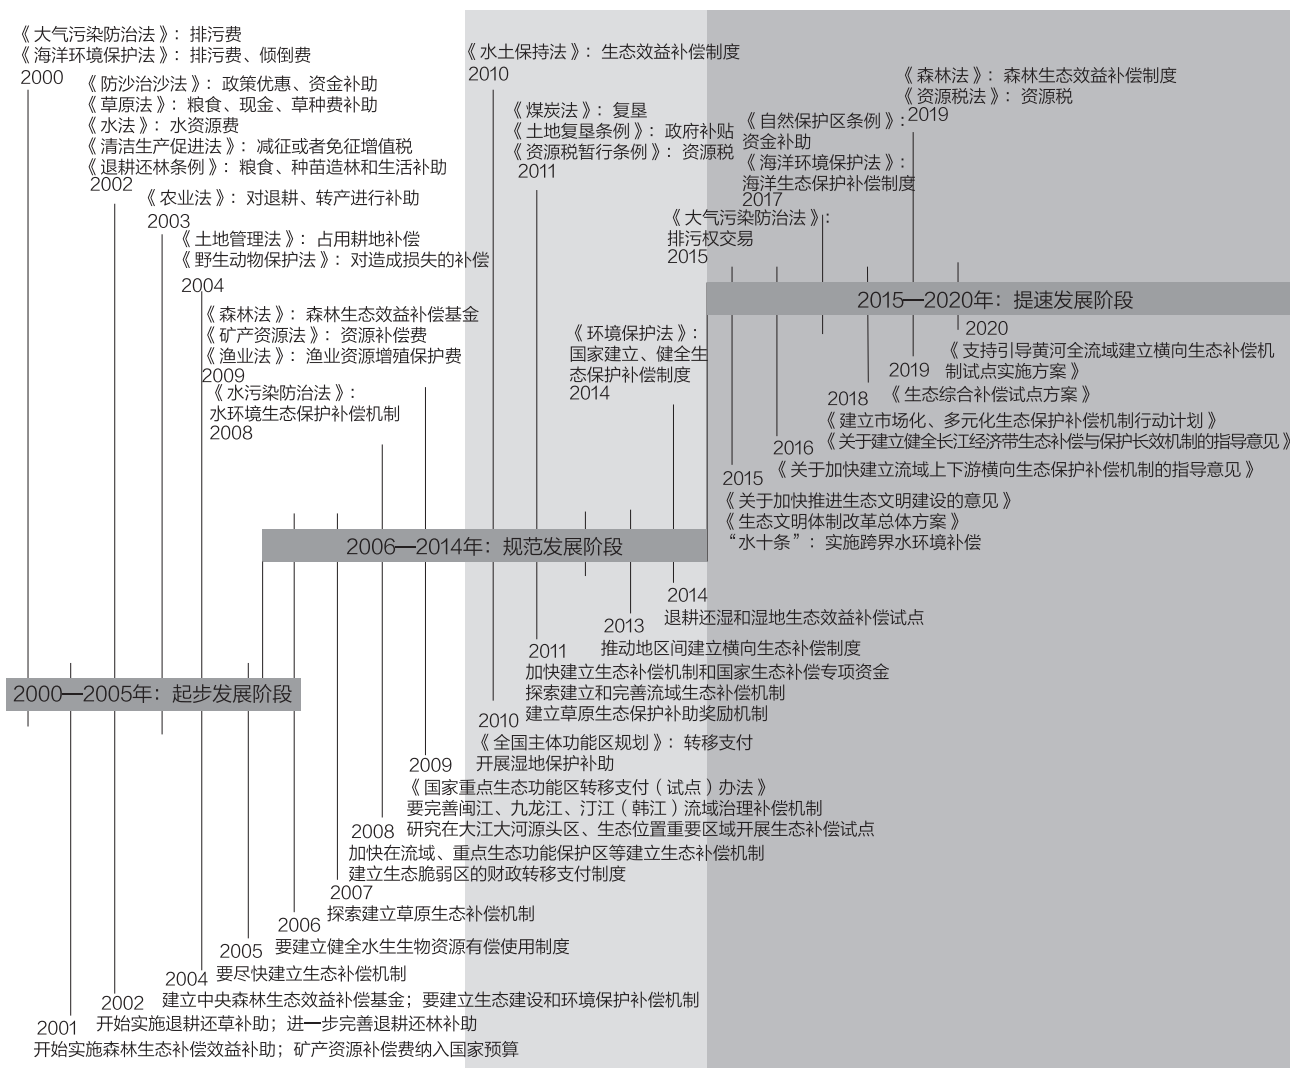 《大气污染防治法》：排污费
《海洋环境保护法》：排污费、倾倒费
2000
《防沙治沙法》：政策优惠、资金补助
《草原法》：粮食、现金、草种费补助
《水法》：水资源费
《清洁生产促进法》：减征或者免征增值税
《退耕还林条例》：粮食、种苗造林和生活补助
2002
《农业法》：对退耕、转产进行补助
2003
《土地管理法》：占用耕地补偿
《野生动物保护法》：对造成损失的补偿
2004
《森林法》：森林生态效益补偿基金
《矿产资源法》：资源补偿费
《渔业法》：渔业资源增殖保护费
2009
《水污染防治法》：
水环境生态保护补偿机制
2008
《水土保持法》：生态效益补偿制度
2010
《煤炭法》：复垦
《土地复垦条例》：政府补贴
《资源税暂行条例》：资源税
2011
《环境保护法》：
国家建立、健全生
态保护补偿制度
2014
《大气污染防治法》：
排污权交易
2015
《自然保护区条例》：
资金补助
《海洋环境保护法》：
海洋生态保护补偿制度
2017
《森林法》：森林生态效益补偿制度
《资源税法》：资源税
2019
2015—2020年：提速发展阶段
2020
《支持引导黄河全流域建立横向生态补偿机
制试点实施方案》
2019
《生态综合补偿试点方案》
2018
《建立市场化、多元化生态保护补偿机制行动计划》
《关于建立健全长江经济带生态补偿与保护长效机制的指导意见》
2016
《关于加快建立流域上下游横向生态保护补偿机制的指导意见》
2015
《关于加快推进生态文明建设的意见》
《生态文明体制改革总体方案》
“水十条”：实施跨界水环境补偿
2006—2014年：规范发展阶段
2014
退耕还湿和湿地生态效益补偿试点
2013
推动地区间建立横向生态补偿制度
2011
加快建立生态补偿机制和国家生态补偿专项资金
探索建立和完善流域生态补偿机制
建立草原生态保护补助奖励机制
2010
《全国主体功能区规划》：转移支付
开展湿地保护补助
2009
《国家重点生态功能区转移支付（试点）办法》
要完善闽江、九龙江、汀江（韩江）流域治理补偿机制
研究在大江大河源头区、生态位置重要区域开展生态补偿试点
2008
加快在流域、重点生态功能保护区等建立生态补偿机制
建立生态脆弱区的财政转移支付制度
2007
探索建立草原生态补偿机制
2006
要建立健全水生生物资源有偿使用制度
2000—2005年：起步发展阶段
2005
要尽快建立生态补偿机制
2004
建立中央森林生态效益补偿基金；要建立生态建设和环境保护补偿机制
2002
开始实施退耕还草补助；进一步完善退耕还林补助
2001
开始实施森林生态补偿效益补助；矿产资源补偿费纳入国家预算